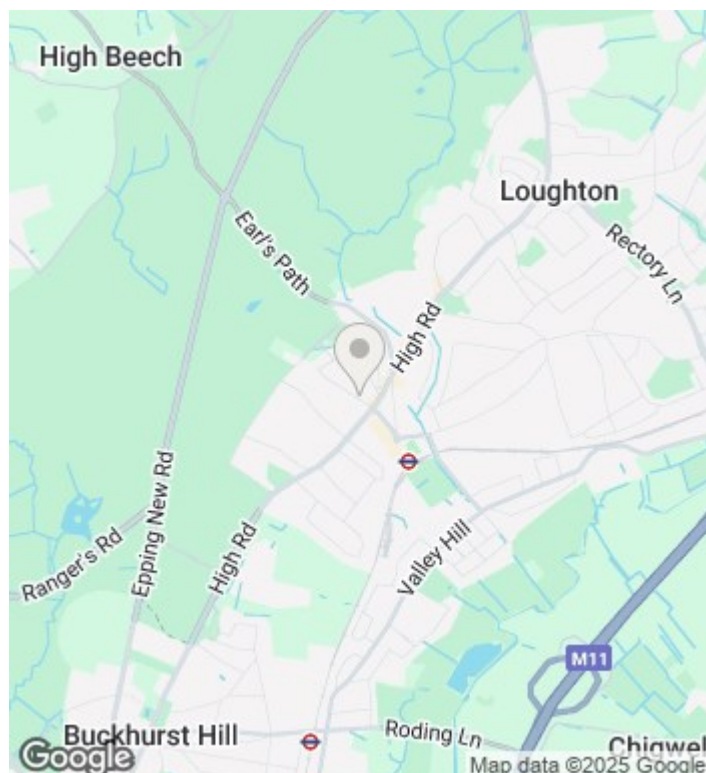 High Beech
Loughton
Earl's Path
Rectory Ln
High Rd
Epping New Rd
High Rd
Ranger's Rd
Valley Hill
M11
Buckhurst Hill
Roding Ln
Chigwel
Google
Map data ©2025 Google